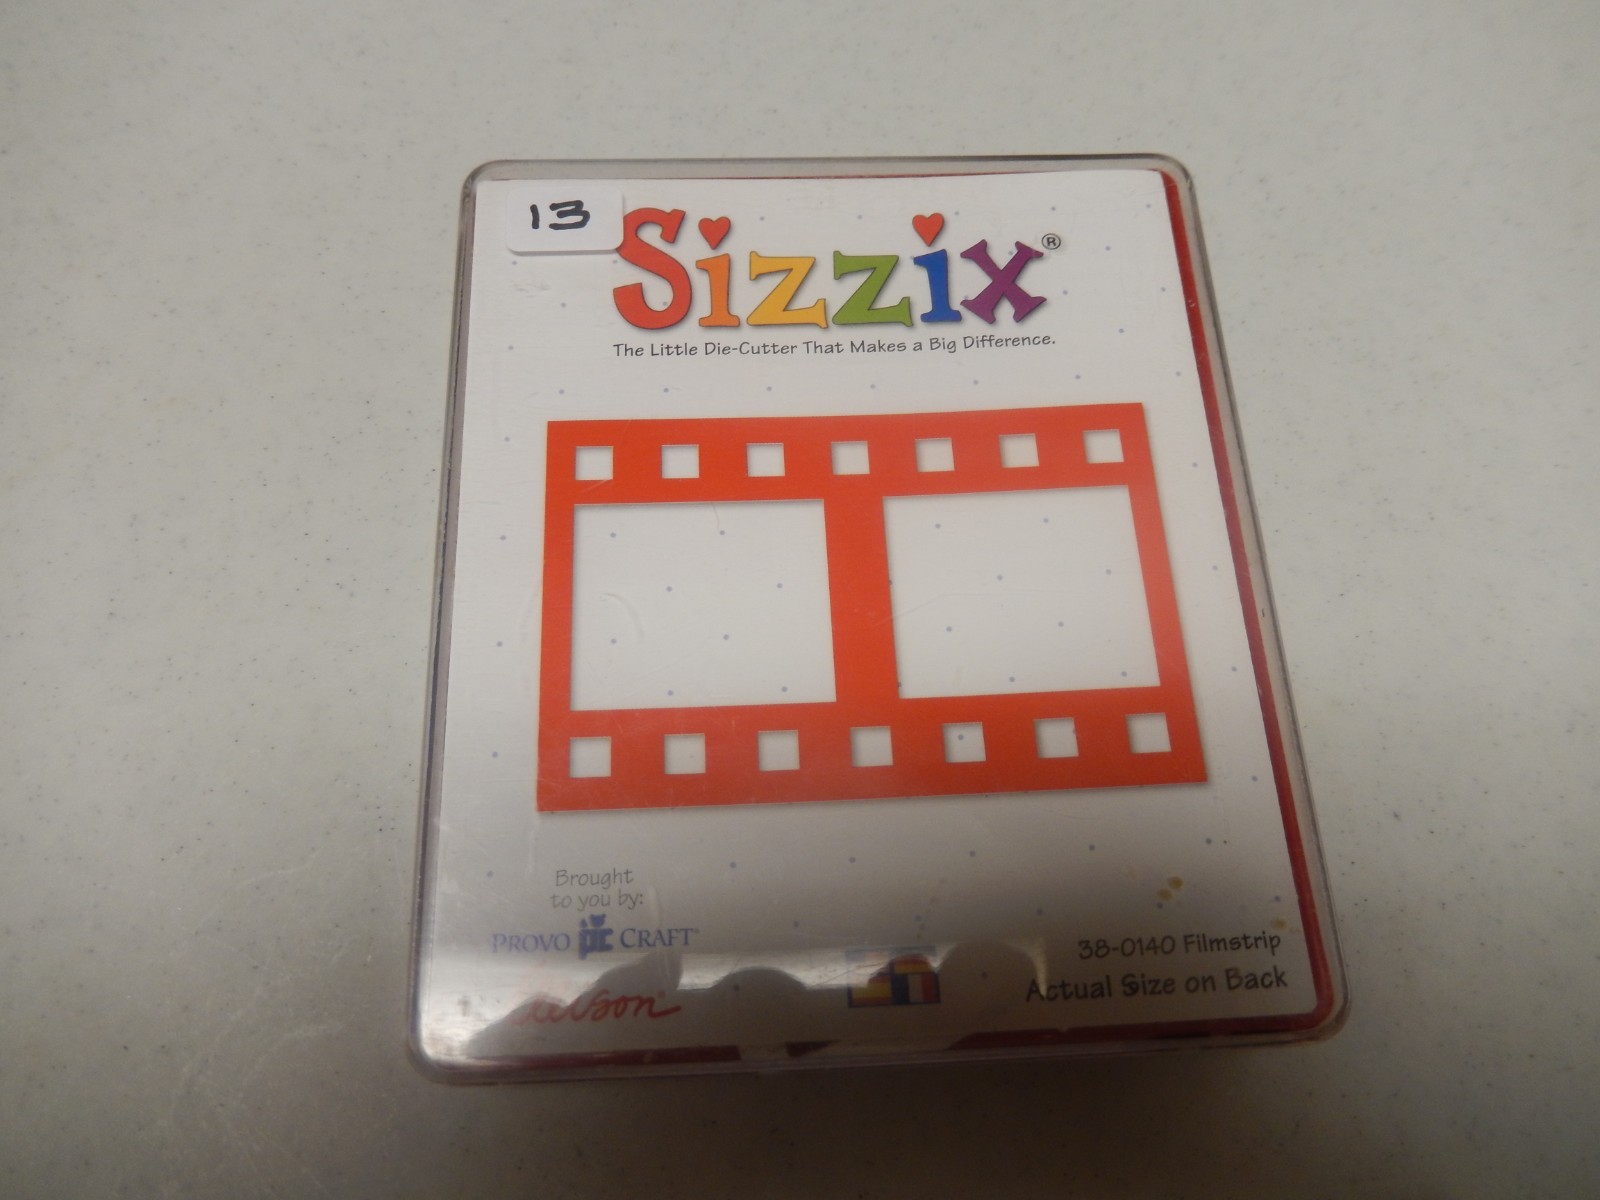 13
Sizzix®
The Little Die-Cutter That Makes a Big Difference.
Brought
to you by:
PROVO pc CRAFT®
38-0140 Filmstrip
Actual Size on Back